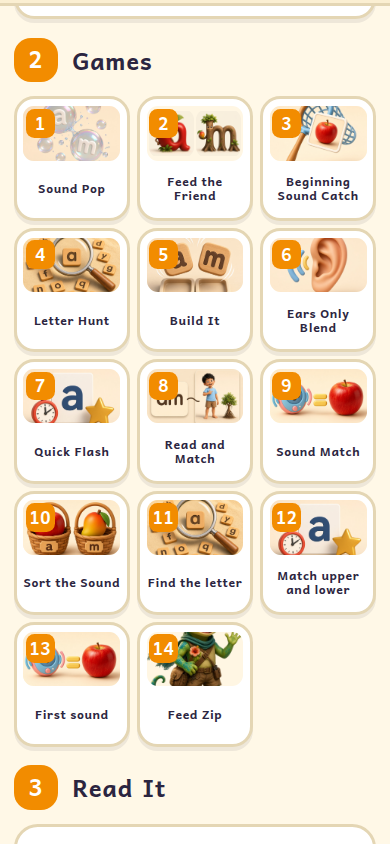 2 Games
1
a m
Sound Pop
2
a m
Feed the
Friend
3
Beginning
Sound Catch
4
a
Letter Hunt
5
a m
Build It
6
Ears Only
Blend
7
a
Quick Flash
8
am
Read and
Match
9
=
Sound Match
10
a m
Sort the Sound
11
a
Find the letter
12
a
Match upper
and lower
13
=
First sound
14
Feed Zip
3 Read It